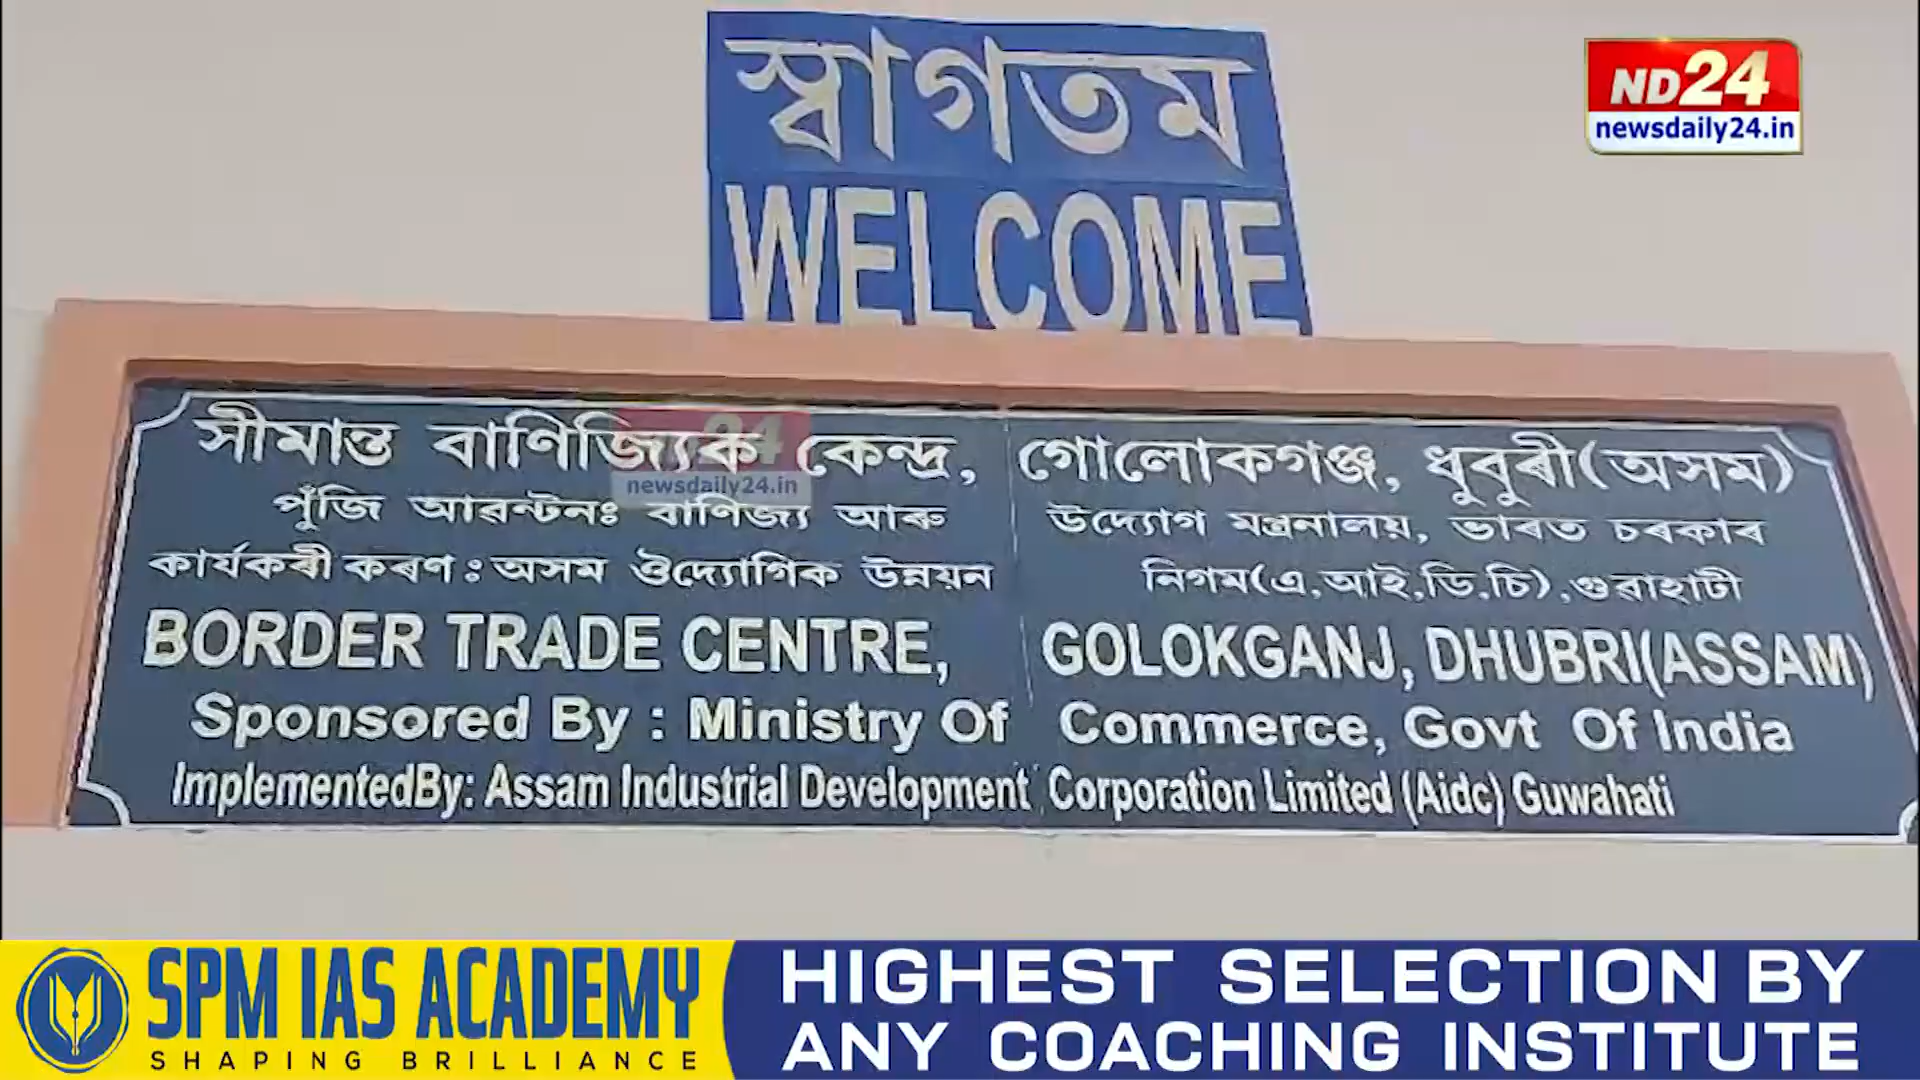 স্বাগতম
WELCOME
ND24
newsdaily24.in
সীমান্ত বাণিজ্যিক কেন্দ্ৰ, গোলোকগঞ্জ, ধুবুৰী(অসম)
newsdaily24.in
পুঁজি আৱন্টনঃ বাণিজ্য আৰু উদ্যোগ মন্ত্ৰনালয়, ভাৰত চৰকাৰ
কাৰ্যকৰী কৰণ : অসম ঔদ্যোগিক উন্নয়ন নিগম(এ.আই.ডি.চি),গুৱাহাটী
BORDER TRADE CENTRE, GOLOKGANJ, DHUBRI(ASSAM)
Sponsored By : Ministry Of Commerce, Govt Of India
ImplementedBy: Assam Industrial Development Corporation Limited (Aidc) Guwahati
SPM IAS ACADEMY
SHAPING BRILLIANCE
HIGHEST SELECTION BY
ANY COACHING INSTITUTE